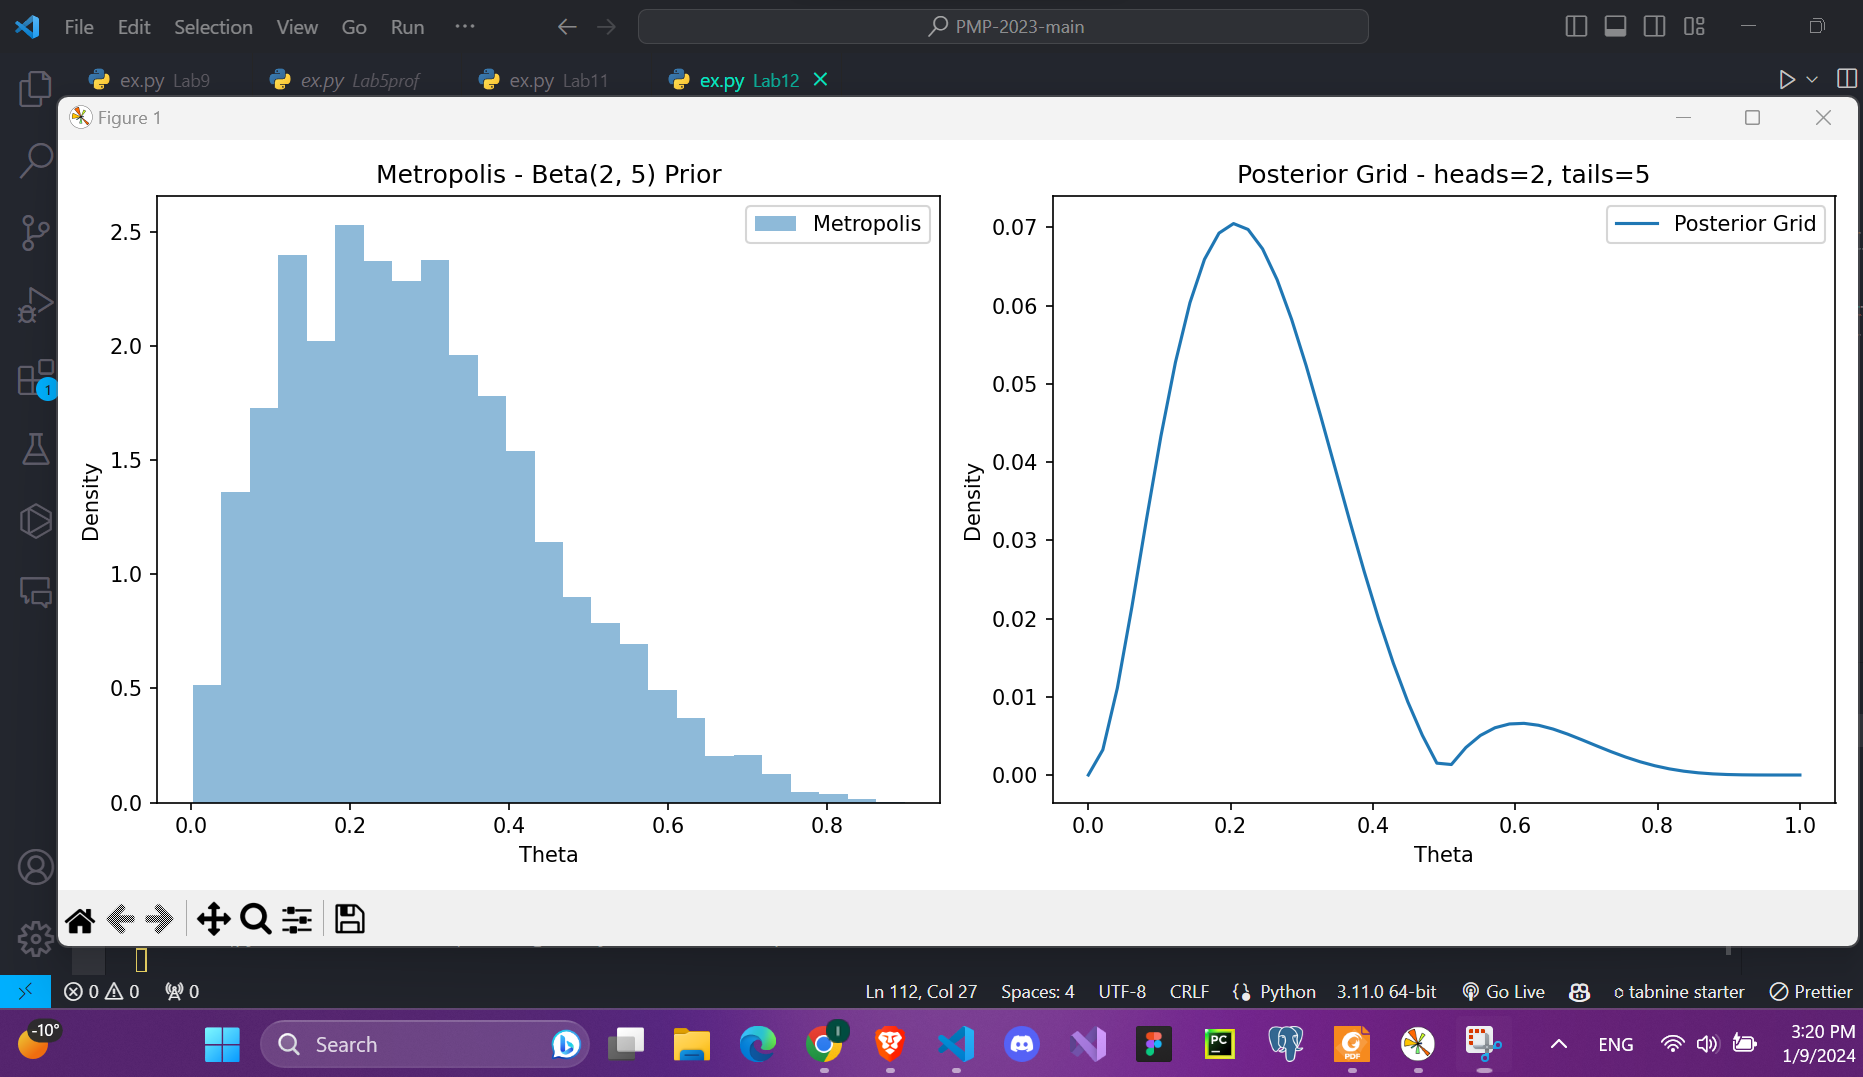 File Edit Selection View Go Run ···
PMP-2023-main
ex.py Lab9 ex.py Lab5prof ex.py Lab11 ex.py Lab12
Figure 1
Metropolis - Beta(2, 5) Prior
Metropolis
2.5
2.0
1.5
1.0
0.5
0.0
Density
0.0 0.2 0.4 0.6 0.8
Theta
Posterior Grid - heads=2, tails=5
Posterior Grid
0.07
0.06
0.05
0.04
0.03
0.02
0.01
0.00
Density
0.0 0.2 0.4 0.6 0.8 1.0
Theta
1
0 0 0 Ln 112, Col 27 Spaces: 4 UTF-8 CRLF Python 3.11.0 64-bit Go Live tabnine starter Prettier
-10°
Search
PC
PDF
ENG
3:20 PM
1/9/2024